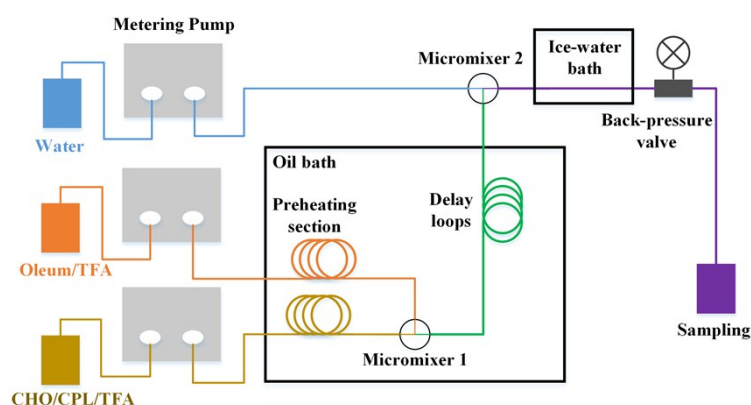 Metering Pump
Micromixer 2
Ice-water
bath
Back-pressure
valve
Water
Oil bath
Preheating
section
Delay
loops
Oleum/TFA
Micromixer 1
Sampling
CHO/CPL/TFA